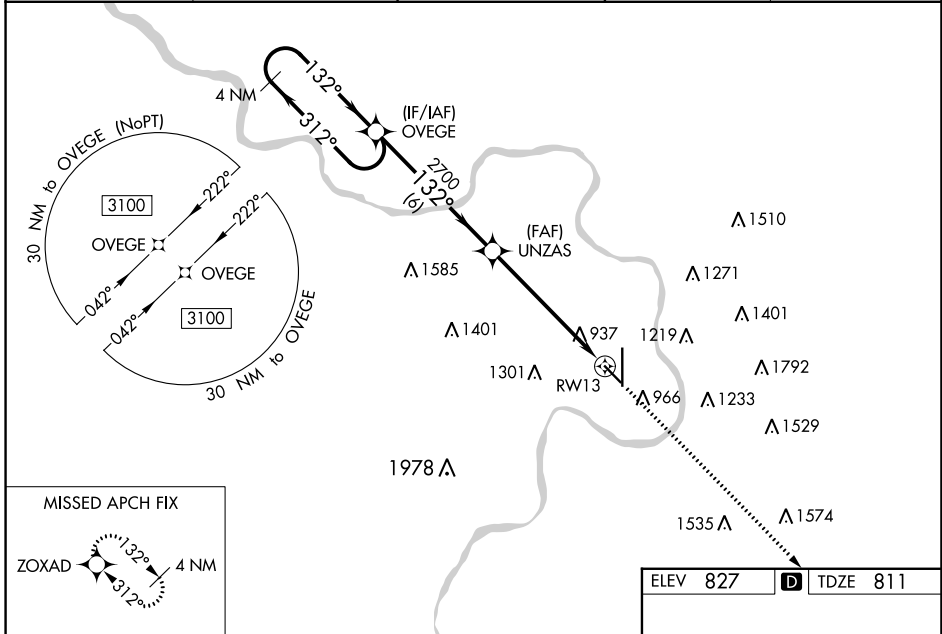 132°
4 NM
312°
(IF/IAF)
OVEGE
2700
132°
(6)
(FAF)
UNZAS
30 NM to OVEGE (NoPT)
222°
3100
OVEGE
042°
222°
OVEGE
3100
042°
30 NM to OVEGE
1510
1585
1271
1401
1401
937
1219
1301
RW13
1792
966
1233
1529
1978
1535
1574
MISSED APCH FIX
ZOXAD
132°
4 NM
312°
ELEV 827 D TDZE 811